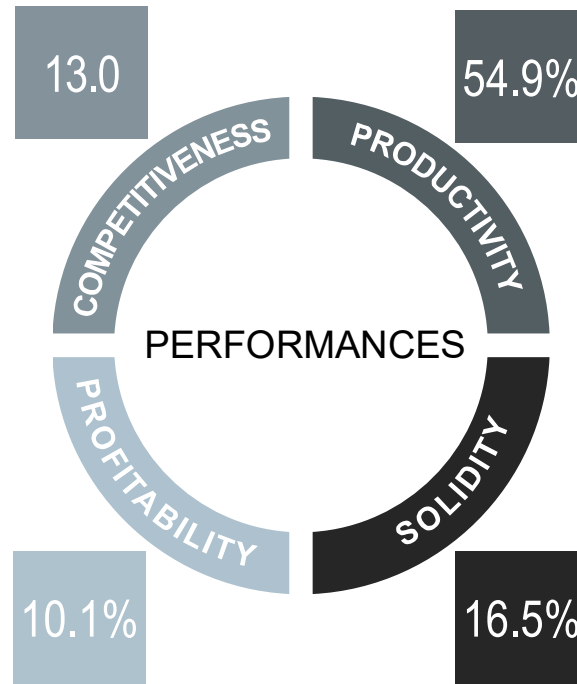 13.0
54.9%
COMPETITIVENESS
PRODUCTIVITY
PERFORMANCES
PROFITABILITY
SOLIDITY
10.1%
16.5%